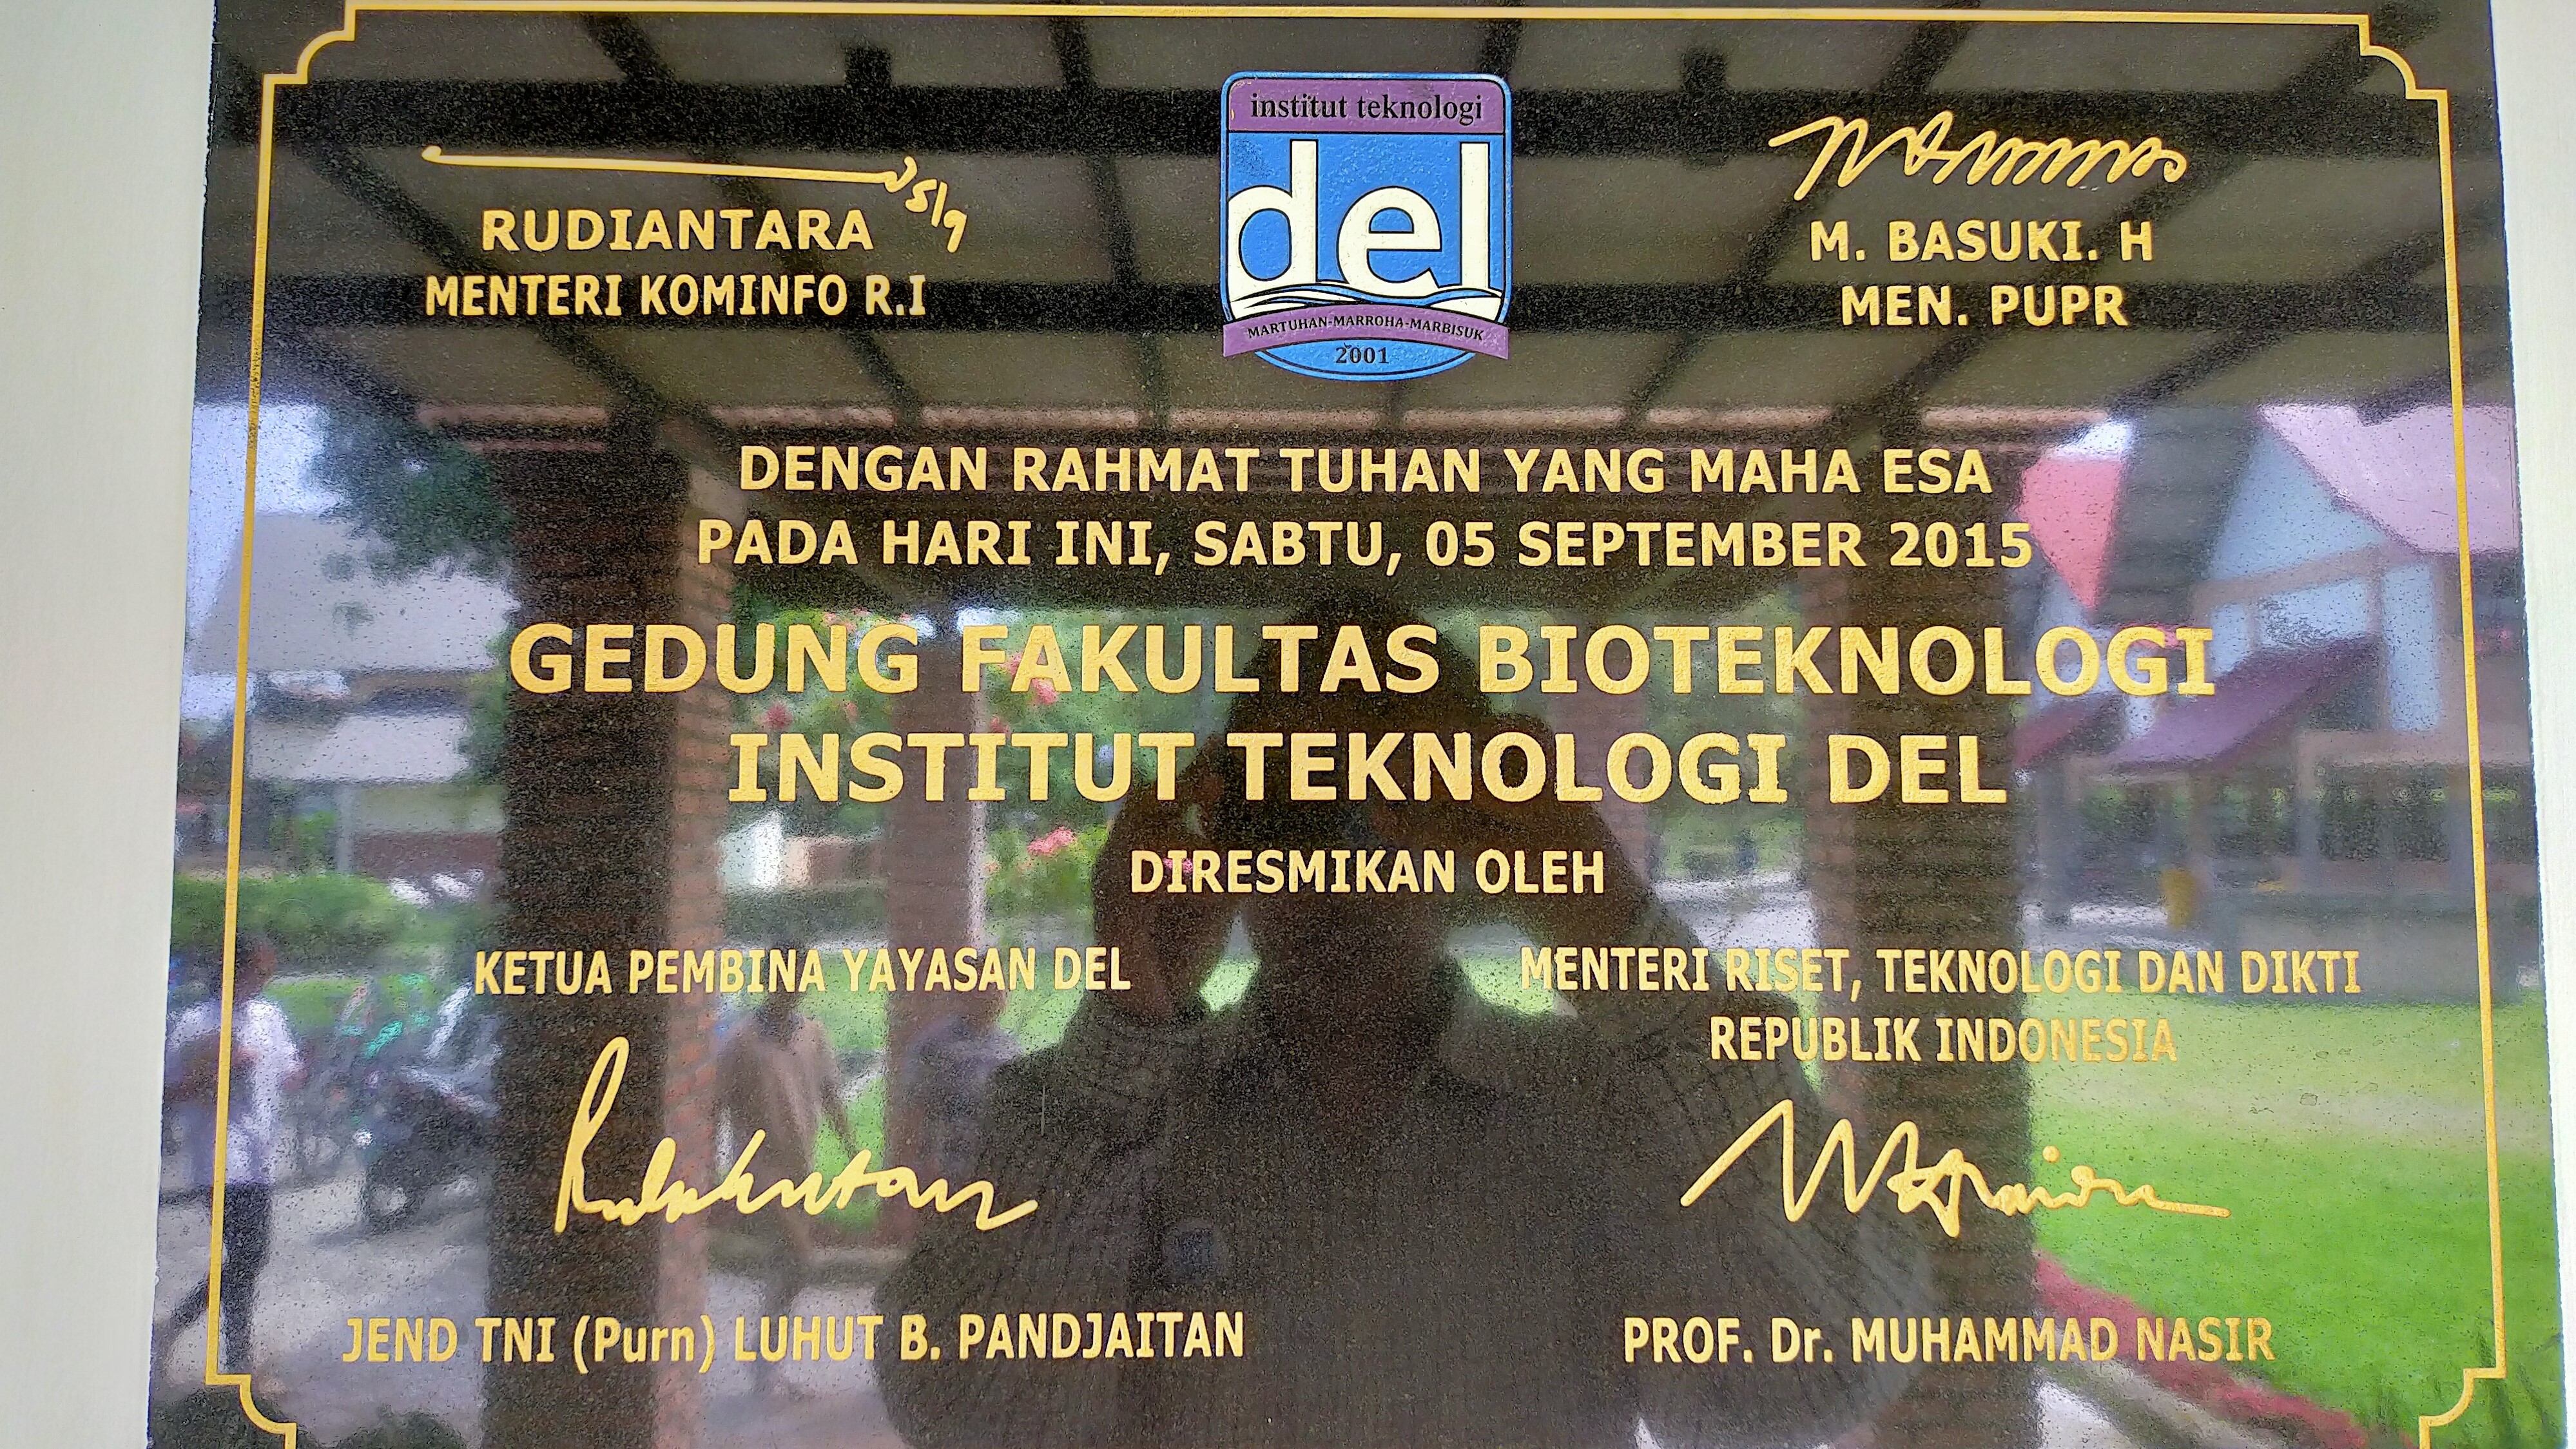 institut teknologi
del
MARTUHAN-MARROHA-MARBISUK
2001
5/9
RUDIANTARA
MENTERI KOMINFO R.I
M. BASUKI. H
MEN. PUPR
DENGAN RAHMAT TUHAN YANG MAHA ESA
PADA HARI INI, SABTU, 05 SEPTEMBER 2015
GEDUNG FAKULTAS BIOTEKNOLOGI
INSTITUT TEKNOLOGI DEL
DIRESMIKAN OLEH
KETUA PEMBINA YAYASAN DEL
JEND TNI (Purn) LUHUT B. PANDJAITAN
MENTERI RISET, TEKNOLOGI DAN DIKTI
REPUBLIK INDONESIA
PROF. Dr. MUHAMMAD NASIR